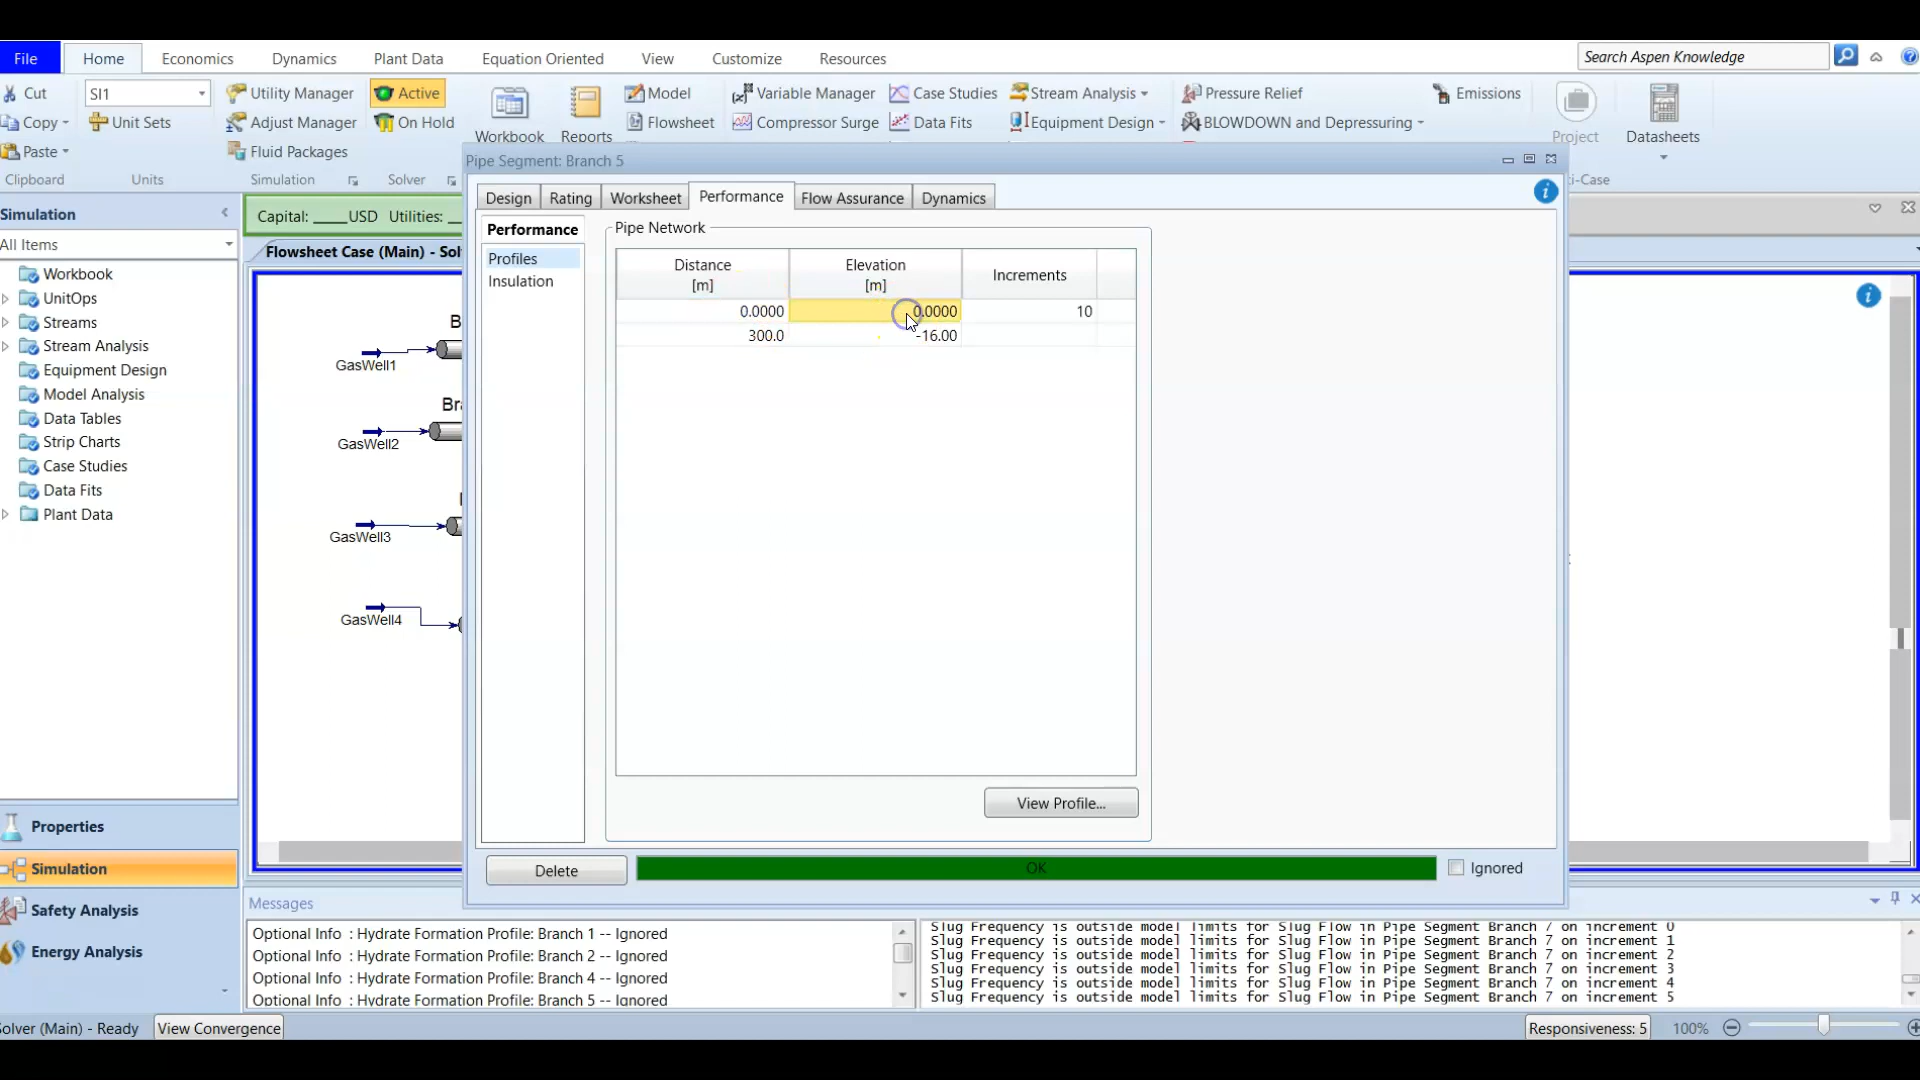 File Home Economics Dynamics Plant Data Equation Oriented View Customize Resources Search Aspen Knowledge
Cut SI1 Utility Manager Active Model Variable Manager Case Studies Stream Analysis Pressure Relief Emissions
Copy Unit Sets Adjust Manager On Hold Workbook Reports Flowsheet Compressor Surge Data Fits Equipment Design BLOWDOWN and Depressuring Project Datasheets
Paste Fluid Packages
Clipboard Units Simulation Solver
Pipe Segment: Branch 5
Design Rating Worksheet Performance Flow Assurance Dynamics
i-Case
Simulation
All Items
Capital: _____USD Utilities: __
Flowsheet Case (Main) - Sol
Workbook
UnitOps
Streams
Stream Analysis
Equipment Design
Model Analysis
Data Tables
Strip Charts
Case Studies
Data Fits
Plant Data
B
GasWell1
Bra
GasWell2
GasWell3
GasWell4
Performance
Profiles
Insulation
Pipe Network
Distance [m] Elevation [m] Increments
0.0000 0.0000 10
300.0 -16.00
View Profile...
Delete OK Ignored
Properties
Simulation
Safety Analysis
Energy Analysis
Messages
Optional Info : Hydrate Formation Profile: Branch 1 -- Ignored
Optional Info : Hydrate Formation Profile: Branch 2 -- Ignored
Optional Info : Hydrate Formation Profile: Branch 4 -- Ignored
Optional Info : Hydrate Formation Profile: Branch 5 -- Ignored
Slug Frequency is outside model limits for Slug Flow in Pipe Segment Branch 7 on increment 0
Slug Frequency is outside model limits for Slug Flow in Pipe Segment Branch 7 on increment 1
Slug Frequency is outside model limits for Slug Flow in Pipe Segment Branch 7 on increment 2
Slug Frequency is outside model limits for Slug Flow in Pipe Segment Branch 7 on increment 3
Slug Frequency is outside model limits for Slug Flow in Pipe Segment Branch 7 on increment 4
Slug Frequency is outside model limits for Slug Flow in Pipe Segment Branch 7 on increment 5
Solver (Main) - Ready View Convergence Responsiveness: 5 100%